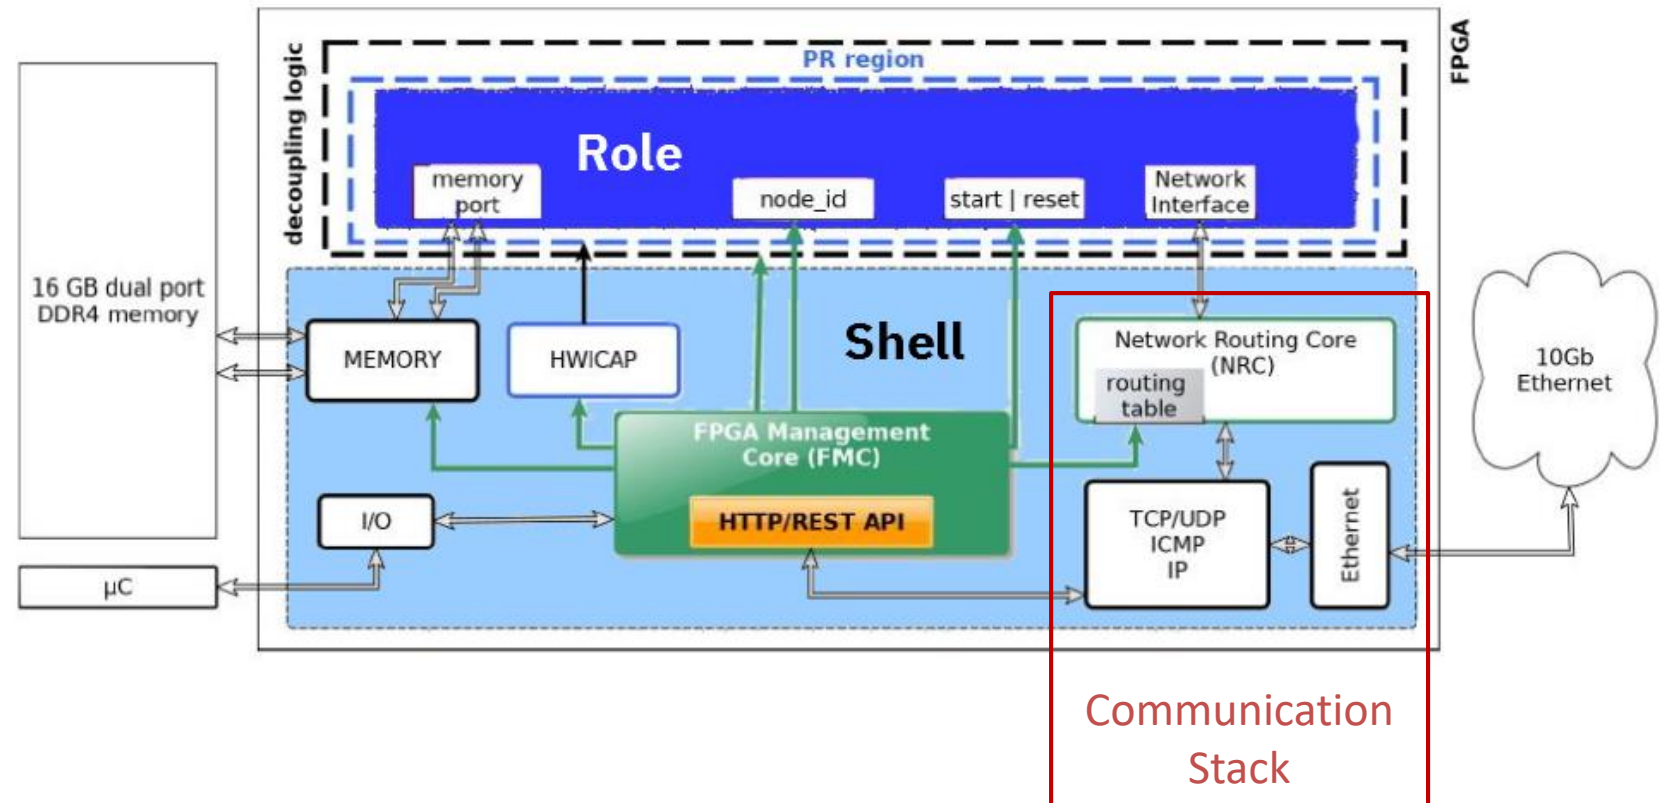 FPGA
decoupling logic
PR region
Role
memory
port
node_id
start | reset
Network
Interface
16 GB dual port
DDR4 memory
MEMORY
HWICAP
Shell
Network Routing Core
(NRC)
routing
table
10Gb
Ethernet
FPGA Management
Core (FMC)
HTTP/REST API
I/O
TCP/UDP
ICMP
IP
Ethernet
µC
Communication
Stack